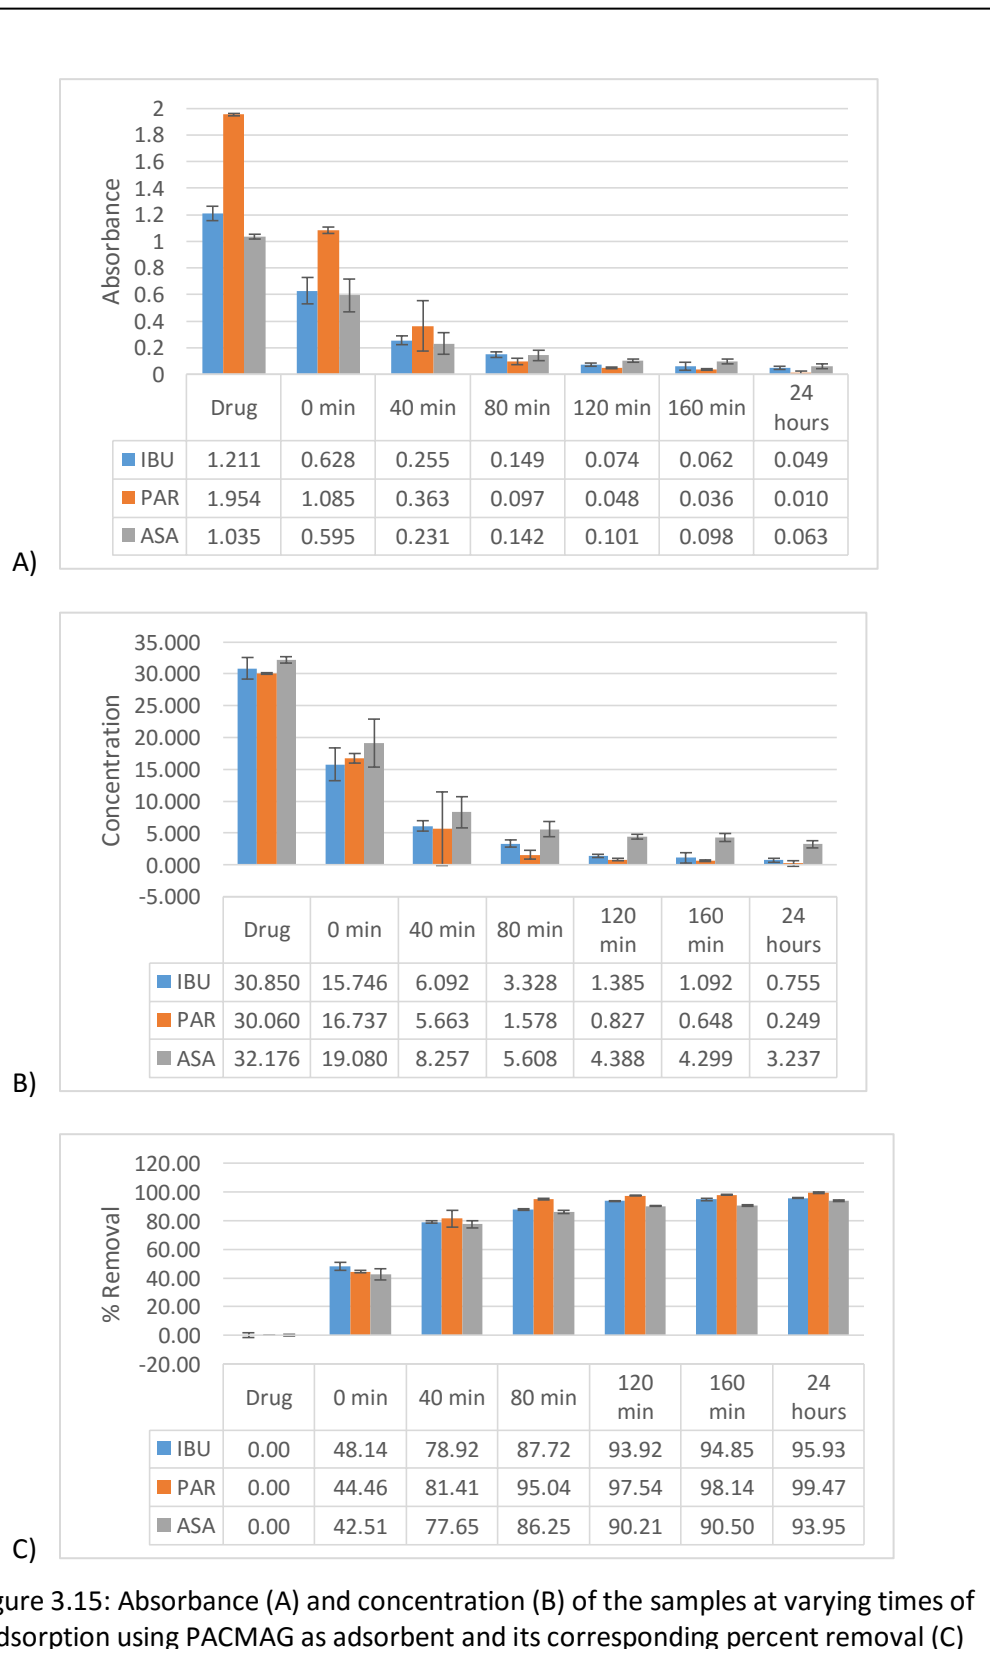 2
1.8
1.6
1.4
1.2
1
0.8
0.6
0.4
0.2
0
Absorbance
Drug 0 min 40 min 80 min 120 min 160 min 24 hours
IBU 1.211 0.628 0.255 0.149 0.074 0.062 0.049
PAR 1.954 1.085 0.363 0.097 0.048 0.036 0.010
ASA 1.035 0.595 0.231 0.142 0.101 0.098 0.063
A)
35.000
30.000
25.000
20.000
15.000
10.000
5.000
0.000
-5.000
Concentration
Drug 0 min 40 min 80 min 120 min 160 min 24 hours
IBU 30.850 15.746 6.092 3.328 1.385 1.092 0.755
PAR 30.060 16.737 5.663 1.578 0.827 0.648 0.249
ASA 32.176 19.080 8.257 5.608 4.388 4.299 3.237
B)
120.00
100.00
80.00
60.00
40.00
20.00
0.00
-20.00
% Removal
Drug 0 min 40 min 80 min 120 min 160 min 24 hours
IBU 0.00 48.14 78.92 87.72 93.92 94.85 95.93
PAR 0.00 44.46 81.41 95.04 97.54 98.14 99.47
ASA 0.00 42.51 77.65 86.25 90.21 90.50 93.95
C)
gure 3.15: Absorbance (A) and concentration (B) of the samples at varying times of
dsorption using PACMAG as adsorbent and its corresponding percent removal (C)